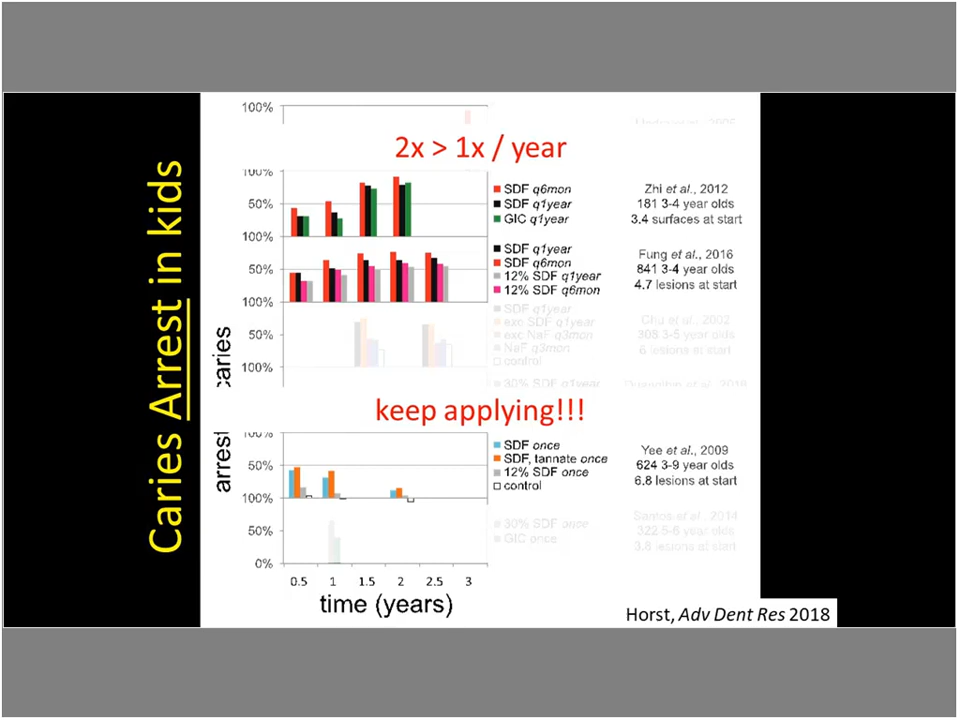 Caries Arrest in kids
100%
2x > 1x / year
100%
50%
100%
SDF q6mon
SDF q1year
GIC q1year
Zhi et al., 2012
181 3-4 year olds
3.4 surfaces at start
50%
100%
SDF q1year
SDF q6mon
12% SDF q1year
12% SDF q6mon
Fung et al., 2016
841 3-4 year olds
4.7 lesions at start
50%
100%
SDF q1year
exc SDF q1year
exc NaF q3mon
NaF q3mon
control
Chu et al., 2002
308 3-5 year olds
6 lesions at start
caries
30% SDF q1year
keep applying!!!
arrest
100%
50%
100%
SDF once
SDF, tannate once
12% SDF once
control
Yee et al., 2009
624 3-9 year olds
6.8 lesions at start
50%
0%
30% SDF once
GIC once
Santos et al., 2014
322 5-6 year olds
3.8 lesions at start
0.5 1 1.5 2 2.5 3
time (years)
Horst, Adv Dent Res 2018